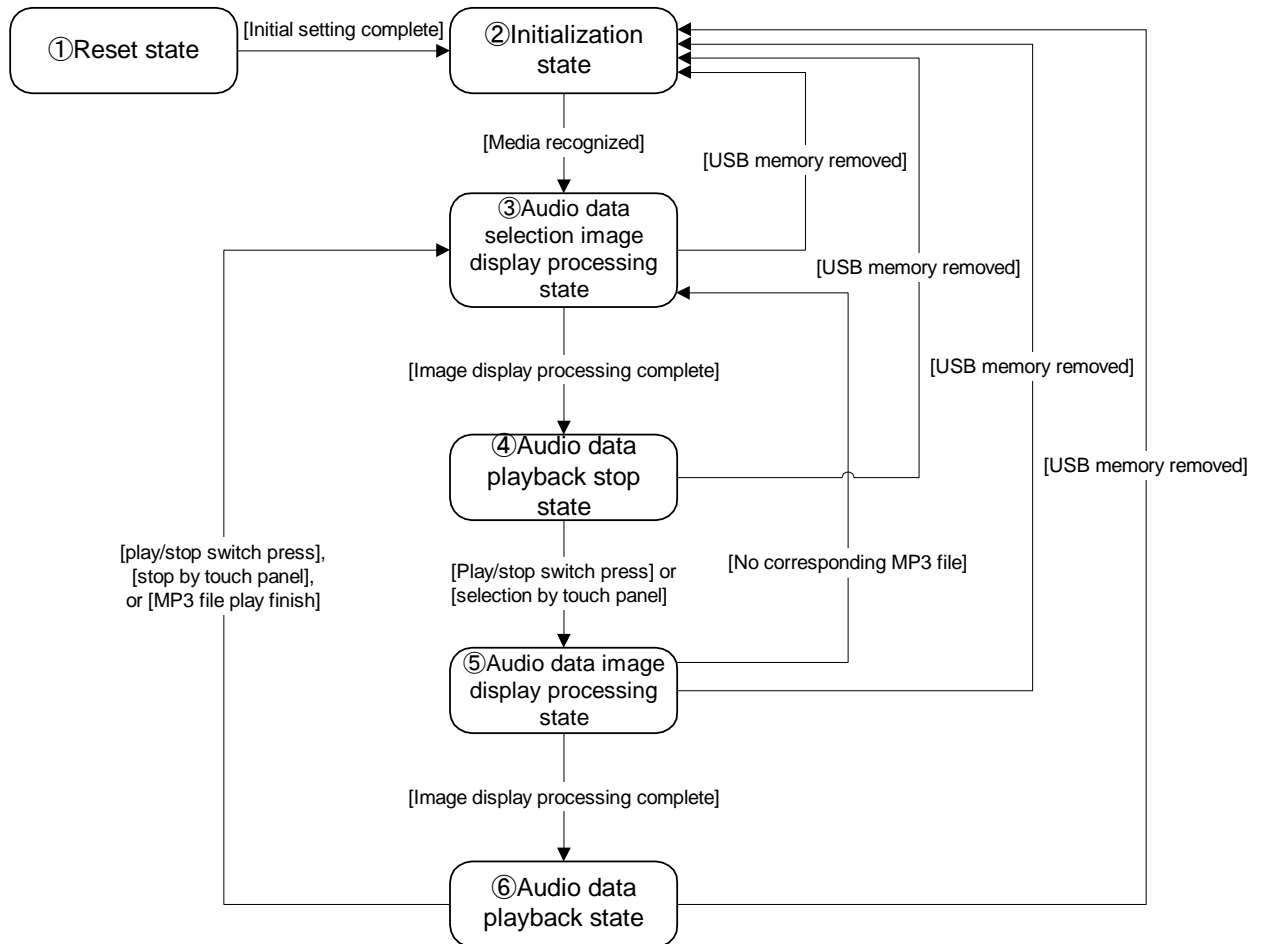 ①Reset state
[Initial setting complete]
②Initialization
state
[Media recognized]
[USB memory removed]
③Audio data
selection image
display processing
state
[USB memory removed]
[Image display processing complete]
[USB memory removed]
④Audio data
playback stop
state
[USB memory removed]
[play/stop switch press],
[stop by touch panel],
or [MP3 file play finish]
[Play/stop switch press] or
[selection by touch panel]
[No corresponding MP3 file]
⑤Audio data image
display processing
state
[Image display processing complete]
⑥Audio data
playback state